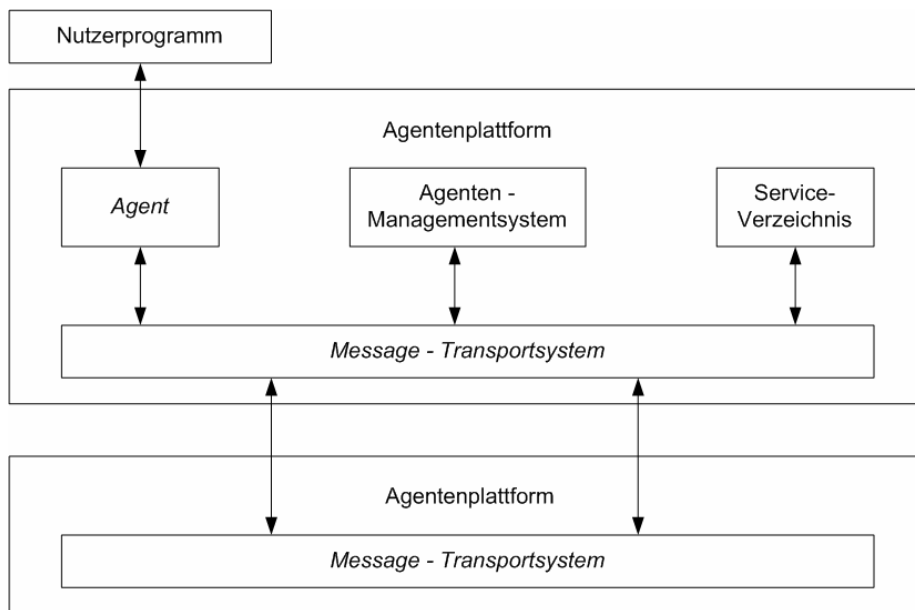 Nutzerprogramm
Agentenplattform
Agent
Agenten -
Managementsystem
Service-
Verzeichnis
Message - Transportsystem
Agentenplattform
Message - Transportsystem